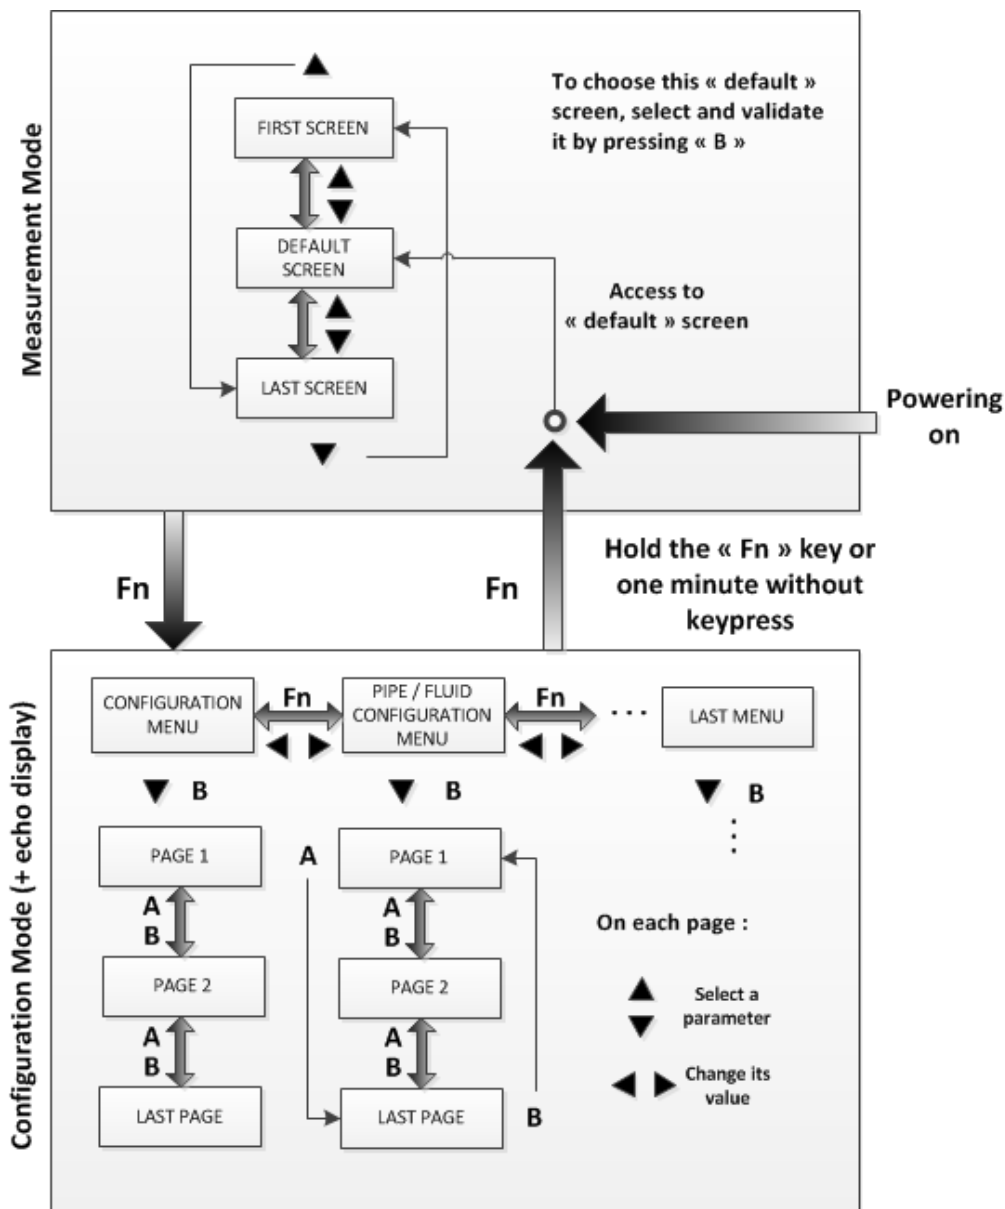 Measurement Mode
To choose this « default »
screen, select and validate
it by pressing « B »
FIRST SCREEN
DEFAULT
SCREEN
LAST SCREEN
Access to
« default » screen
Powering
on
Fn
Fn
Hold the « Fn » key or
one minute without
keypress
Configuration Mode (+ echo display)
CONFIGURATION
MENU
Fn
PIPE / FLUID
CONFIGURATION
MENU
Fn
...
LAST MENU
B
B
B
PAGE 1
A
PAGE 1
A
B
A
B
On each page :
PAGE 2
PAGE 2
Select a
parameter
A
B
A
B
Change its
value
LAST PAGE
LAST PAGE
B